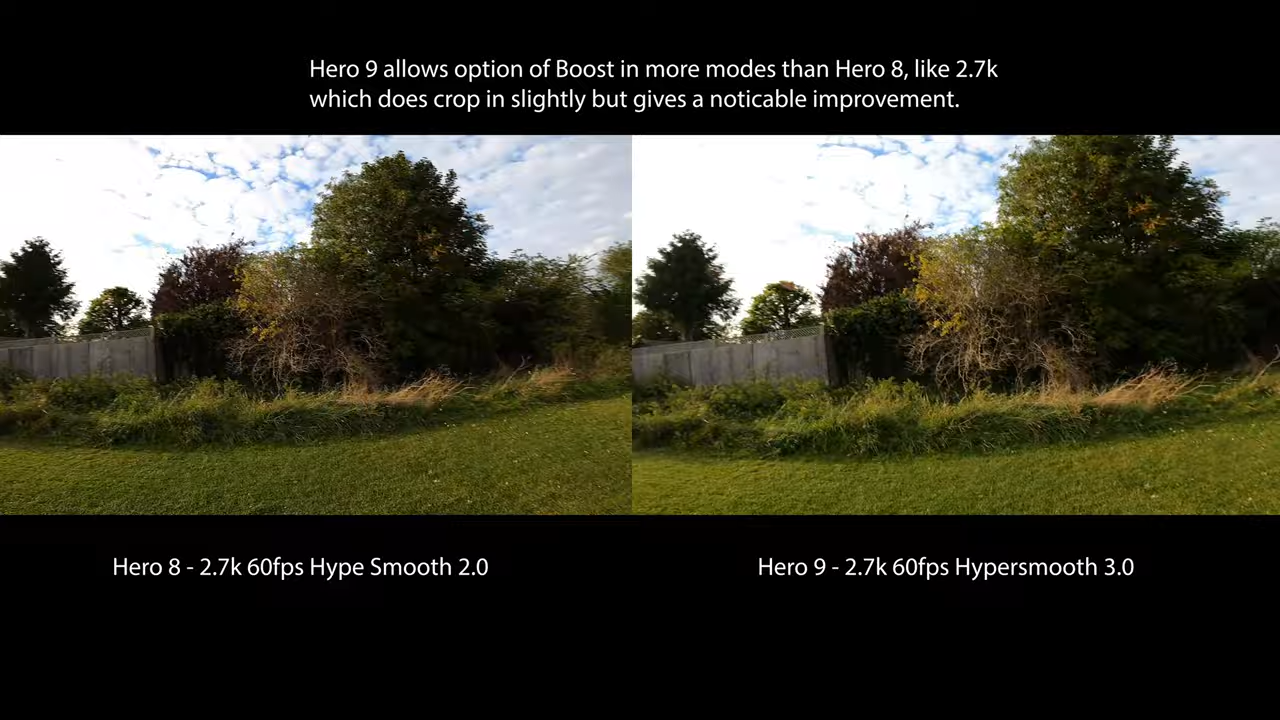 Hero 9 allows option of Boost in more modes than Hero 8, like 2.7k
which does crop in slightly but gives a noticable improvement.
Hero 8 - 2.7k 60fps Hype Smooth 2.0
Hero 9 - 2.7k 60fps Hypersmooth 3.0